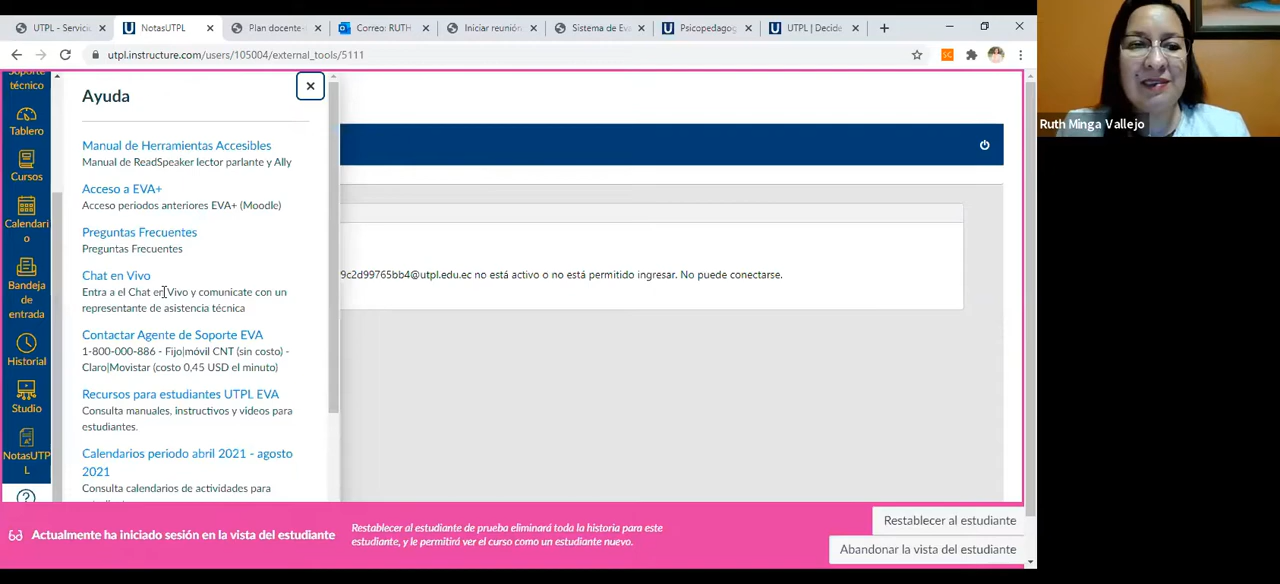 UTPL - Servici
NotasUTPL
Plan docente-
Correo: RUTH
Iniciar reunión
Sistema de EVA
Psicopedagog
UTPL | Decide
utpl.instructure.com/users/105004/external_tools/5111
SC
Soporte
técnico
Tablero
Cursos
Calendari
o
Bandeja
de
entrada
Historial
Studio
NotasUTP
L
Ayuda
Manual de Herramientas Accesibles
Manual de ReadSpeaker lector parlante y Ally
Acceso a EVA+
Acceso periodos anteriores EVA+ (Moodle)
Preguntas Frecuentes
Preguntas Frecuentes
Chat en Vivo
Entra a el Chat en Vivo y comunicate con un
representante de asistencia técnica
Contactar Agente de Soporte EVA
1-800-000-886 - Fijo|móvil CNT (sin costo) -
Claro|Movistar (costo 0.45 USD el minuto)
Recursos para estudiantes UTPL EVA
Consulta manuales, instructivos y videos para
estudiantes.
Calendarios periodo abril 2021 - agosto
2021
Consulta calendarios de actividades para
9c2d99765bb4@utpl.edu.ec no está activo o no está permitido ingresar. No puede conectarse.
Actualmente ha iniciado sesión en la vista del estudiante
Restablecer al estudiante de prueba eliminará toda la historia para este
estudiante, y le permitirá ver el curso como un estudiante nuevo.
Restablecer al estudiante
Abandonar la vista del estudiante
Ruth Minga Vallejo